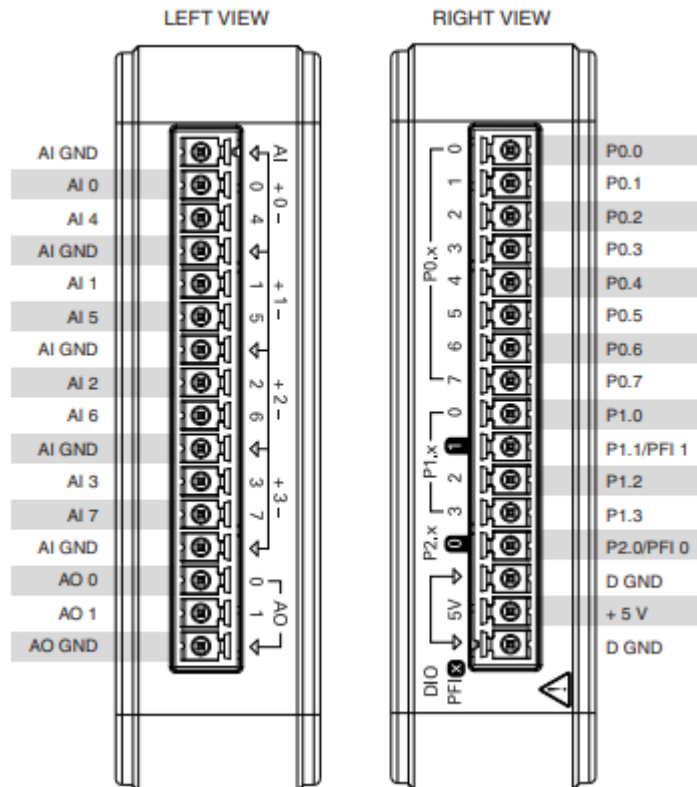 LEFT VIEW
AI GND
AI 0
AI 4
AI GND
AI 1
AI 5
AI GND
AI 2
AI 6
AI GND
AI 3
AI 7
AI GND
AO 0
AO 1
AO GND
AI
0 4 1 5 2 6 3 7 0 1
+ 0 − + 1 − + 2 − + 3 −
AO
RIGHT VIEW
P0.x P1.x P2.x
0 1 2 3 4 5 6 7 0 1 2 3 0 5V
DIO
PFI X
P0.0
P0.1
P0.2
P0.3
P0.4
P0.5
P0.6
P0.7
P1.0
P1.1/PFI 1
P1.2
P1.3
P2.0/PFI 0
D GND
+ 5 V
D GND